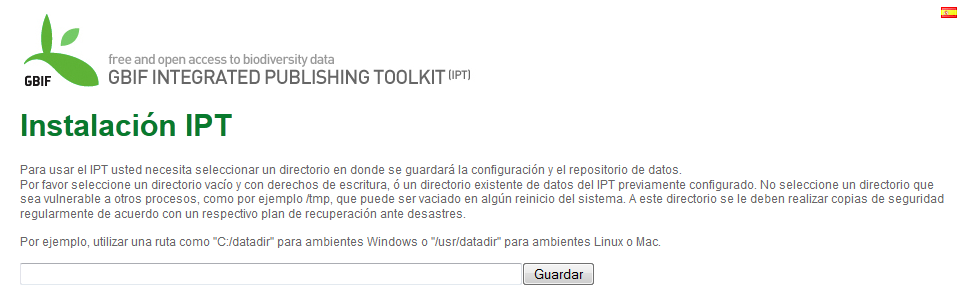 free and open access to biodiversity data
GBIF
GBIF INTEGRATED PUBLISHING TOOLKIT (IPT)
Instalación IPT
Para usar el IPT usted necesita seleccionar un directorio en donde se guardará la configuración y el repositorio de datos.
Por favor seleccione un directorio vacío y con derechos de escritura, ó un directorio existente de datos del IPT previamente configurado. No seleccione un directorio que
sea vulnerable a otros procesos, como por ejemplo /tmp, que puede ser vaciado en algún reinicio del sistema. A este directorio se le deben realizar copias de seguridad
regularmente de acuerdo con un respectivo plan de recuperación ante desastres.
Por ejemplo, utilizar una ruta como "C:/datadir" para ambientes Windows o "/usr/datadir" para ambientes Linux o Mac.
Guardar